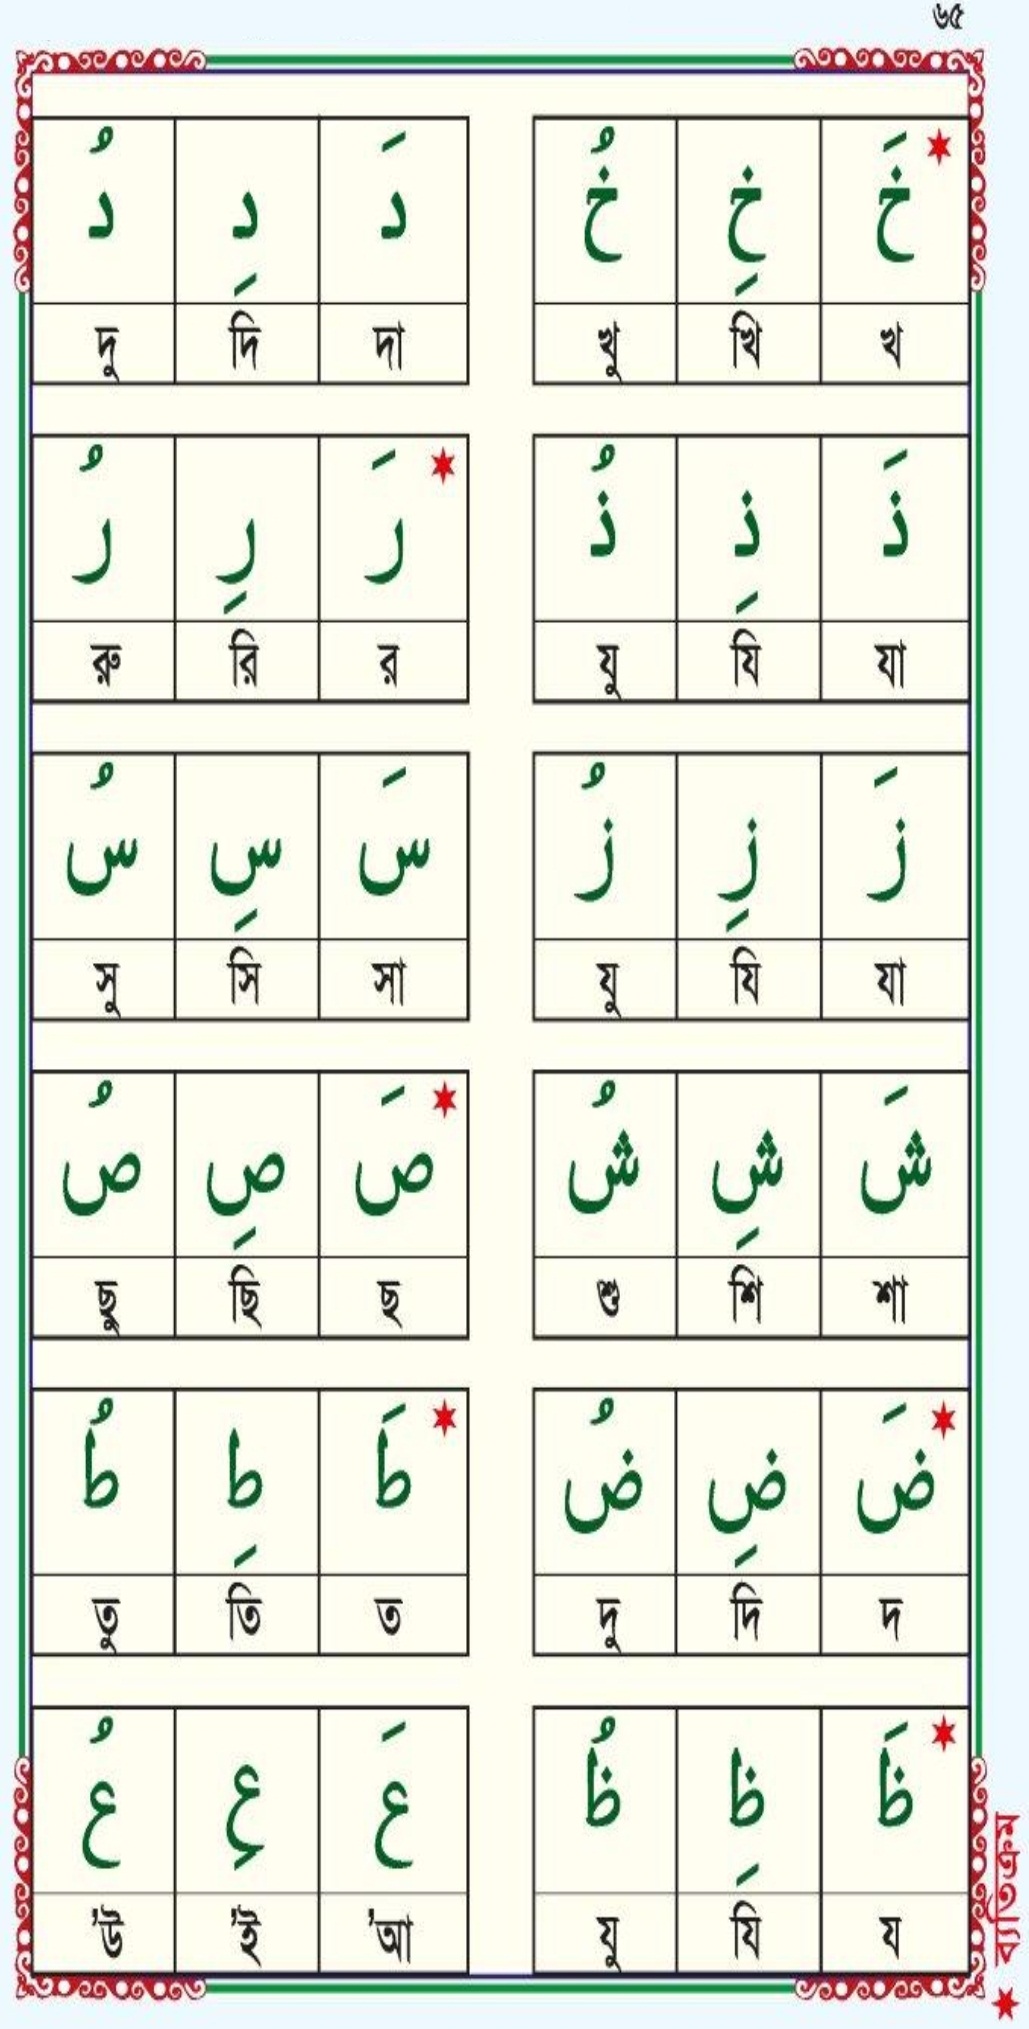 ৬৫
خَ خِ خُ دَ دِ دُ
খ খি খু দা দি দু
ذَ ذِ ذُ رَ رِ رُ
যা যি যু র রি রু
زَ زِ زُ سَ سِ سُ
যা যি যু সা সি সু
شَ شِ شُ صَ صِ صُ
শা শি শু ছ ছি ছু
ضَ ضِ ضُ طَ طِ طُ
দ দি দু ত তি তু
ظَ ظِ ظُ عَ عِ عُ
য যি যু 'আ 'ই 'উ
ব্যতিক্রম